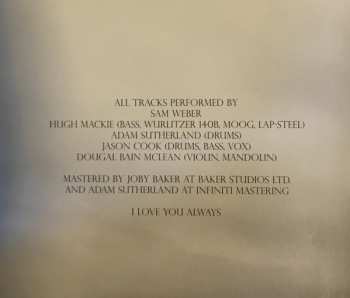 ALL TRACKS PERFORMED BY
SAM WEBER
HUGH MACKIE (BASS, WURLITZER 140B, MOOG, LAP-STEEL)
ADAM SUTHERLAND (DRUMS)
JASON COOK (DRUMS, BASS, VOX)
DOUGAL BAIN MCLEAN (VIOLIN, MANDOLIN)
MASTERED BY JOBY BAKER AT BAKER STUDIOS LTD.
AND ADAM SUTHERLAND AT INFINITI MASTERING
I LOVE YOU ALWAYS